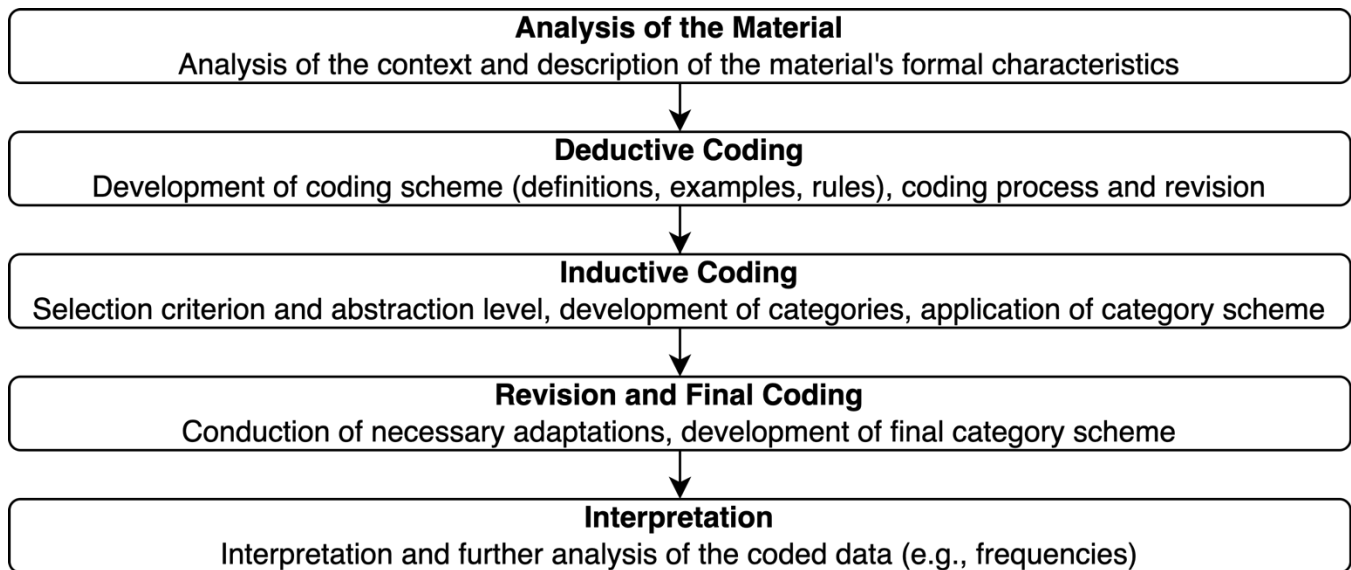 Analysis of the Material
Analysis of the context and description of the material's formal characteristics
Deductive Coding
Development of coding scheme (definitions, examples, rules), coding process and revision
Inductive Coding
Selection criterion and abstraction level, development of categories, application of category scheme
Revision and Final Coding
Conduction of necessary adaptations, development of final category scheme
Interpretation
Interpretation and further analysis of the coded data (e.g., frequencies)